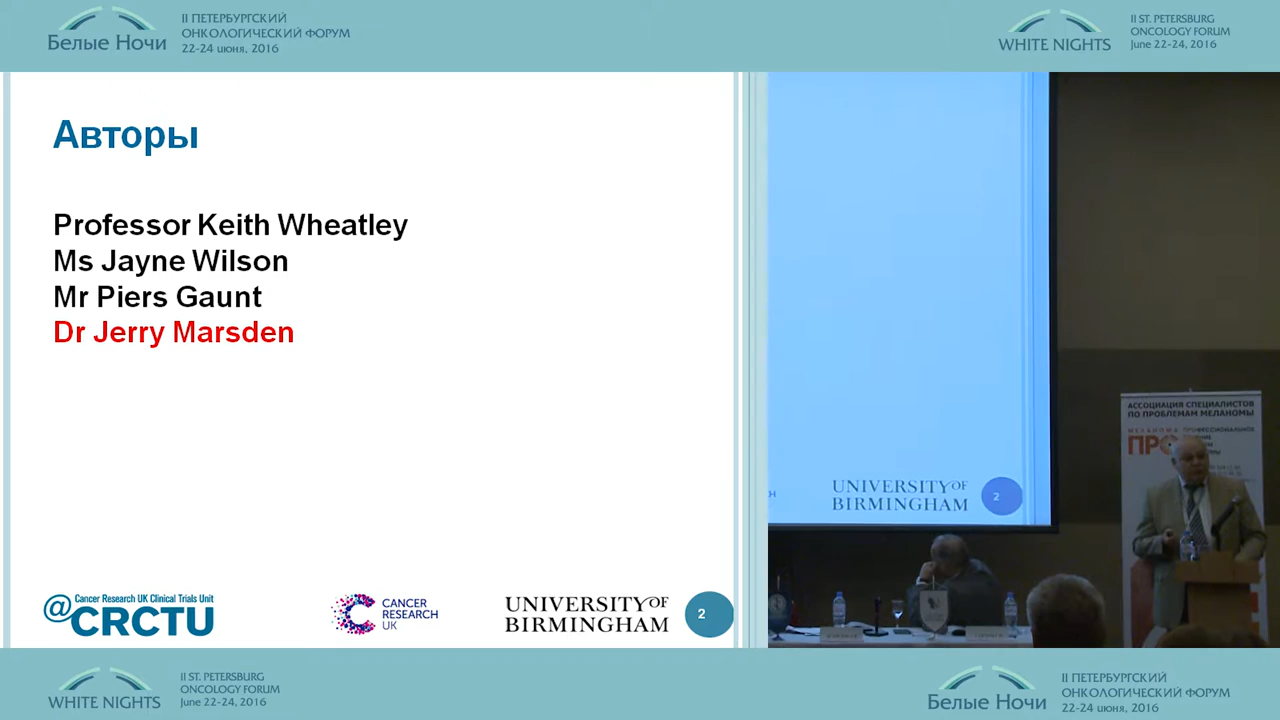 Белые Ночи
II ПЕТЕРБУРГСКИЙ
ОНКОЛОГИЧЕСКИЙ ФОРУМ
22-24 июня, 2016
WHITE NIGHTS
II ST. PETERSBURG
ONCOLOGY FORUM
June 22-24, 2016
Авторы
Professor Keith Wheatley
Ms Jayne Wilson
Mr Piers Gaunt
Dr Jerry Marsden
@CRCTU
Cancer Research UK Clinical Trials Unit
CANCER
RESEARCH
UK
UNIVERSITY OF
BIRMINGHAM
2
UNIVERSITY OF
BIRMINGHAM
2
АССОЦИАЦИЯ СПЕЦИАЛИСТОВ
ПО ПРОБЛЕМАМ МЕЛАНОМЫ
WHITE NIGHTS
II ST. PETERSBURG
ONCOLOGY FORUM
June 22-24, 2016
Белые Ночи
II ПЕТЕРБУРГСКИЙ
ОНКОЛОГИЧЕСКИЙ ФОРУМ
22-24 июня, 2016